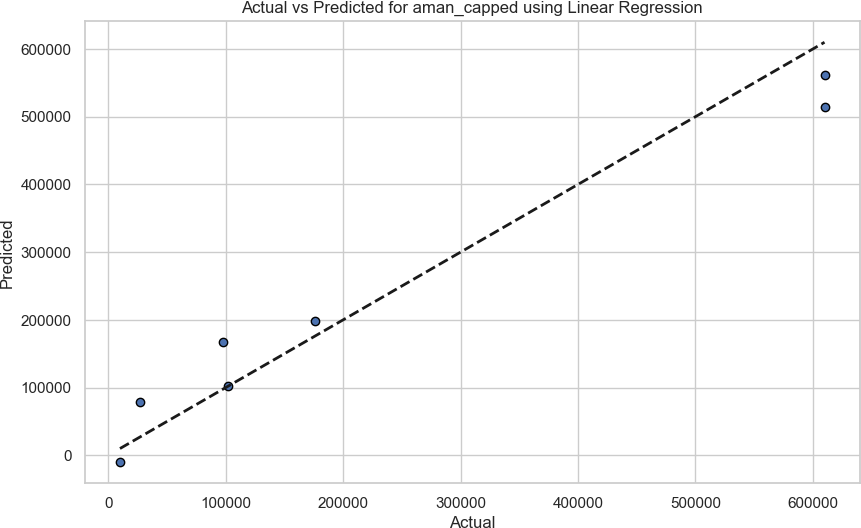 Actual vs Predicted for aman_capped using Linear Regression
600000
500000
400000
300000
200000
100000
0
Predicted
0 100000 200000 300000 400000 500000 600000
Actual